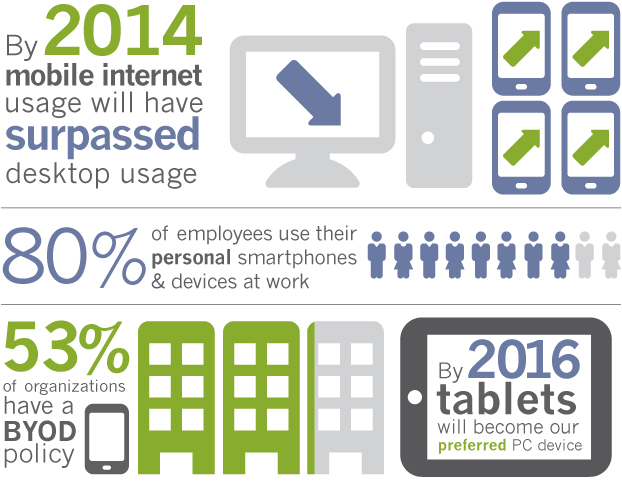 By 2014
mobile internet
usage will have
surpassed
desktop usage
80%
of employees use their
personal smartphones
& devices at work
53%
of organizations
have a
BYOD
policy
By 2016
tablets
will become our
preferred PC device